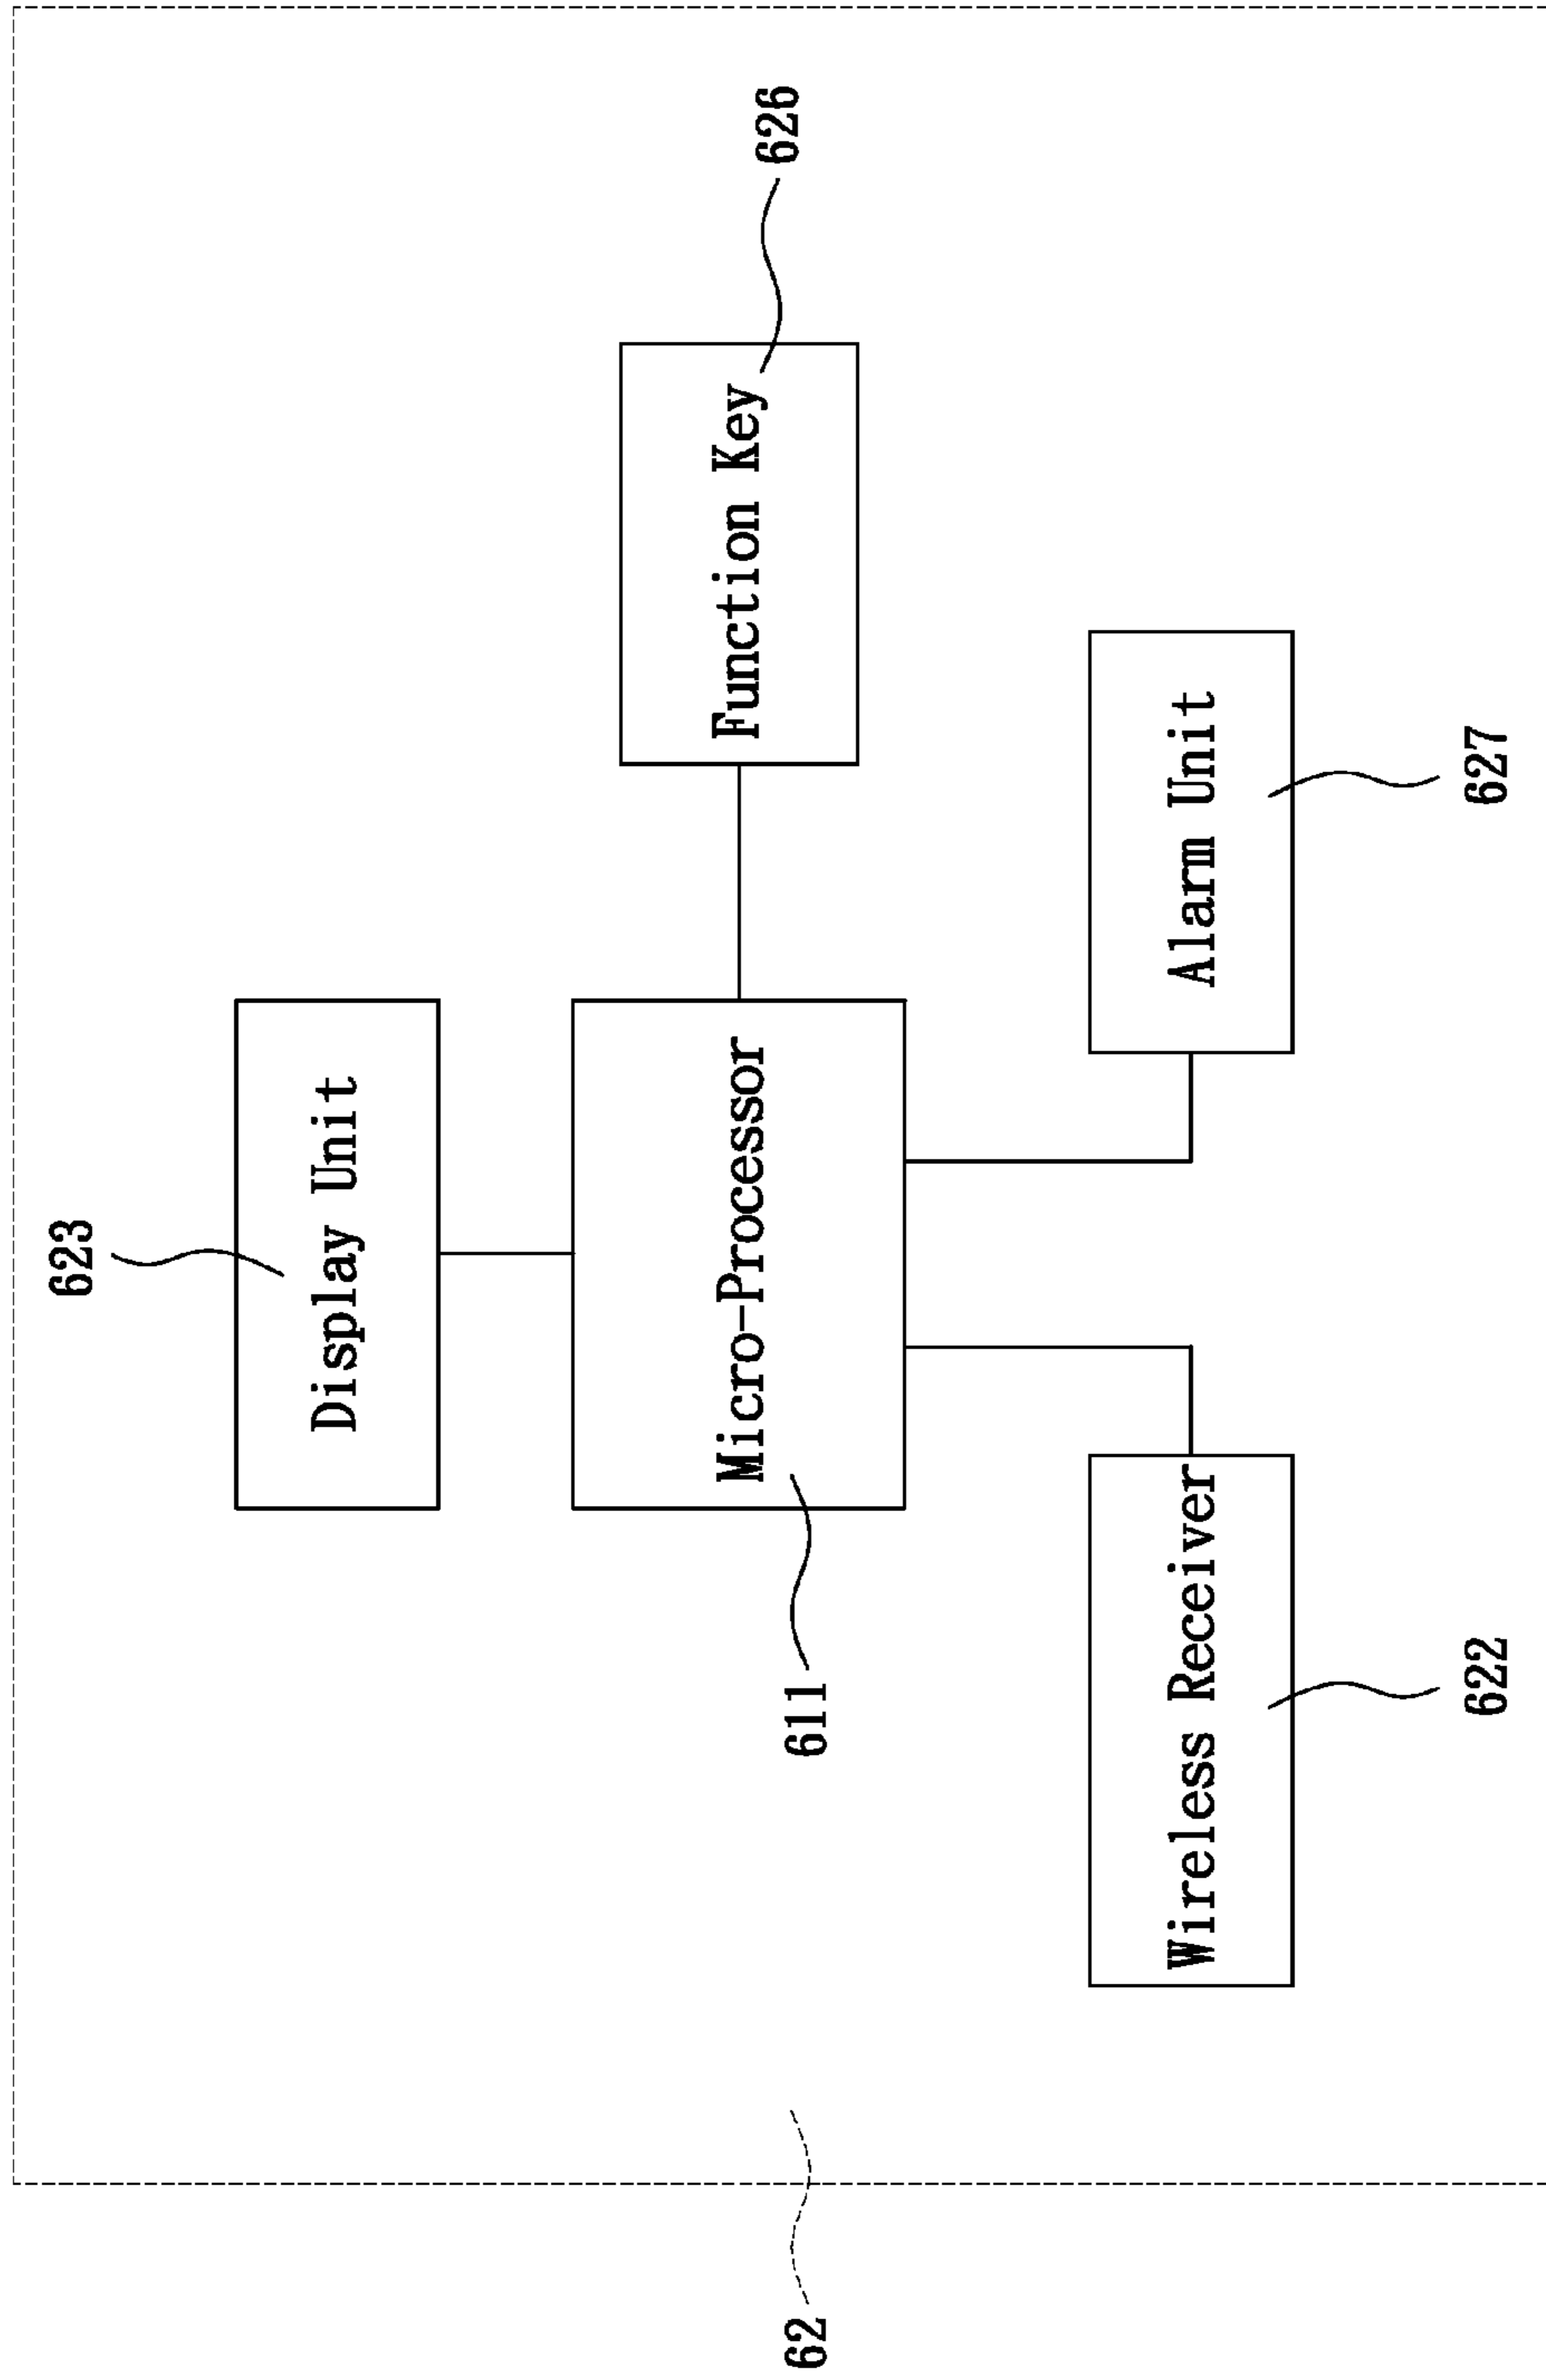 623
Display Unit
Micro-Processor
Function Key
626
62
611
Wireless Receiver
Alarm Unit
622
627